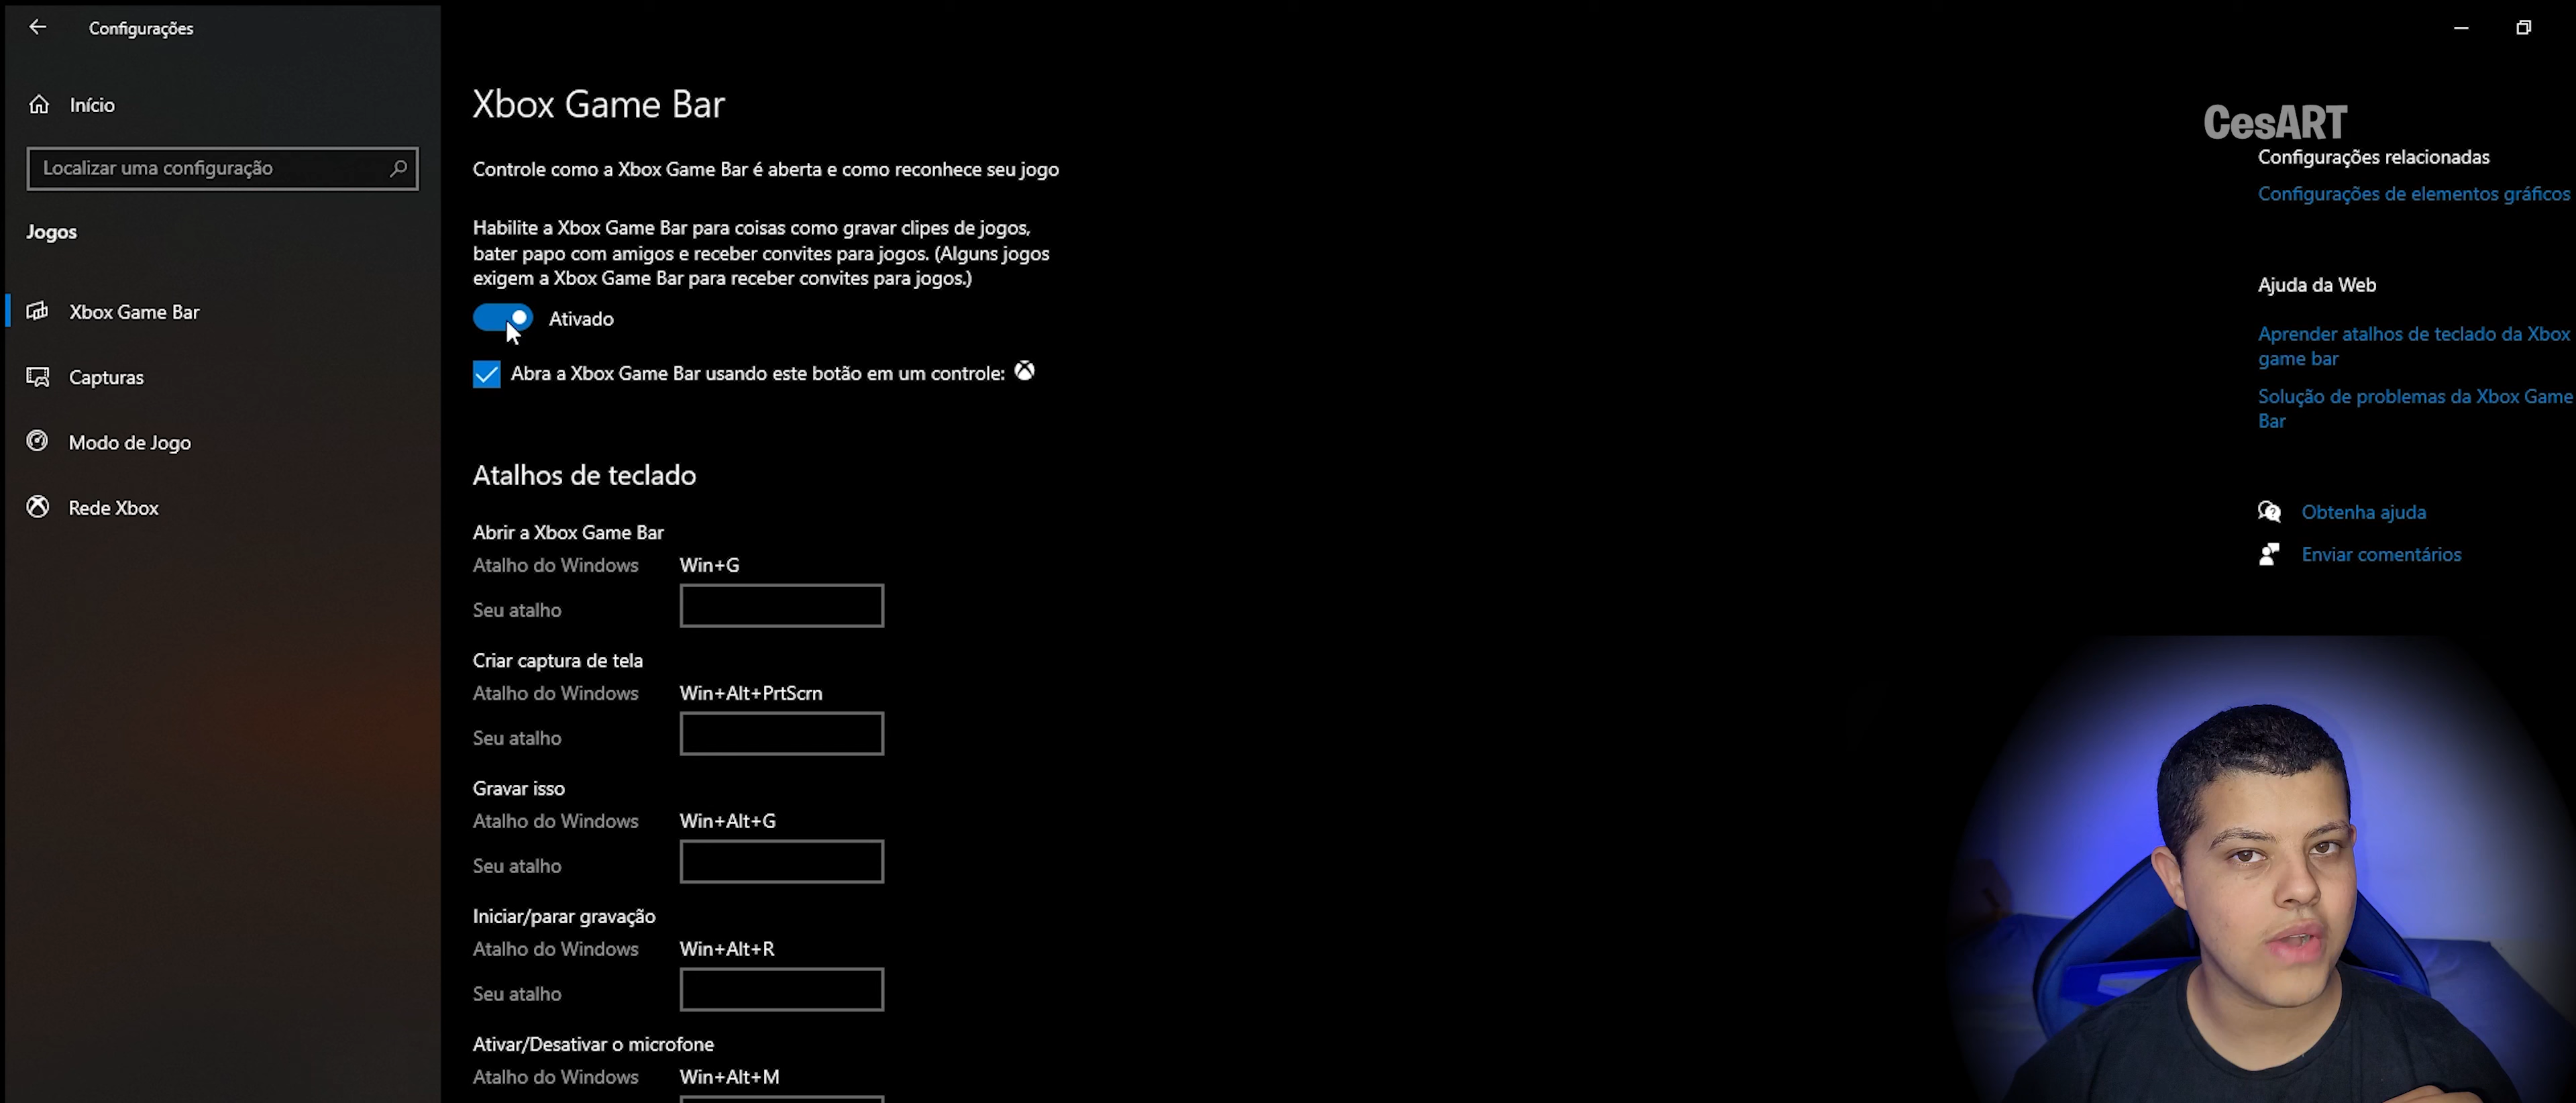 Configurações
Início
Localizar uma configuração
Jogos
Xbox Game Bar
Capturas
Modo de Jogo
Rede Xbox
Xbox Game Bar
Controle como a Xbox Game Bar é aberta e como reconhece seu jogo
Habilite a Xbox Game Bar para coisas como gravar clipes de jogos,
bater papo com amigos e receber convites para jogos. (Alguns jogos
exigem a Xbox Game Bar para receber convites para jogos.)
Ativado
Abra a Xbox Game Bar usando este botão em um controle:
Atalhos de teclado
Abrir a Xbox Game Bar
Atalho do Windows Win+G
Seu atalho
Criar captura de tela
Atalho do Windows Win+Alt+PrtScrn
Seu atalho
Gravar isso
Atalho do Windows Win+Alt+G
Seu atalho
Iniciar/parar gravação
Atalho do Windows Win+Alt+R
Seu atalho
Ativar/Desativar o microfone
Atalho do Windows Win+Alt+M
CesART
Configurações relacionadas
Configurações de elementos gráficos
Ajuda da Web
Aprender atalhos de teclado da Xbox
game bar
Solução de problemas da Xbox Game
Bar
Obtenha ajuda
Enviar comentários